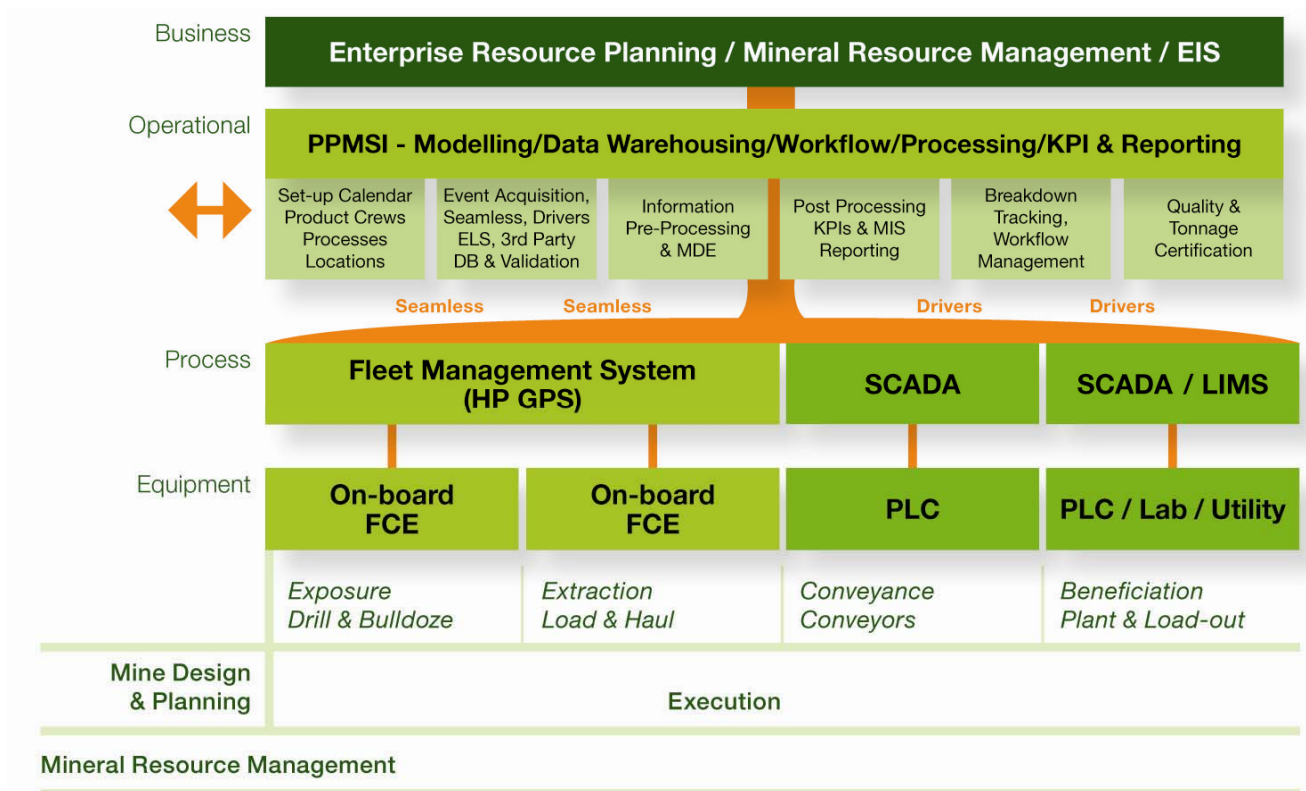 Business
Enterprise Resource Planning / Mineral Resource Management / EIS
Operational
PPMSI - Modelling/Data Warehousing/Workflow/Processing/KPI & Reporting
Set-up Calendar
Product Crews
Processes
Locations
Event Acquisition,
Seamless, Drivers
ELS, 3rd Party
DB & Validation
Information
Pre-Processing
& MDE
Post Processing
KPIs & MIS
Reporting
Breakdown
Tracking,
Workflow
Management
Quality &
Tonnage
Certification
Seamless
Seamless
Drivers
Drivers
Process
Fleet Management System
(HP GPS)
SCADA
SCADA / LIMS
Equipment
On-board
FCE
On-board
FCE
PLC
PLC / Lab / Utility
Exposure
Drill & Bulldoze
Extraction
Load & Haul
Conveyance
Conveyors
Beneficiation
Plant & Load-out
Mine Design
& Planning
Execution
Mineral Resource Management